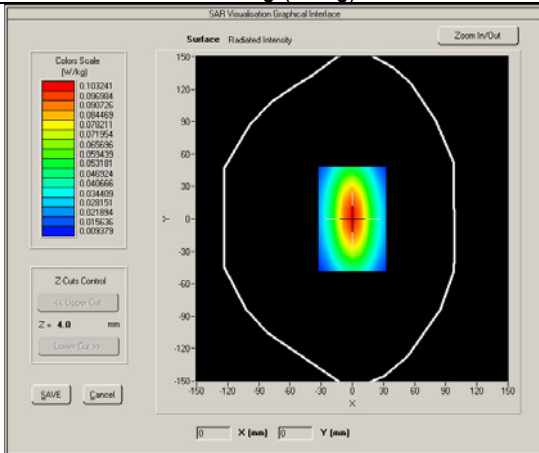 SAR Visualisation Graphical Interface
Surface Radiated Intensity
Zoom In/Out
Colors Scale
(W/kg)
0.103241
0.096984
0.090726
0.084469
0.078211
0.071954
0.065696
0.059439
0.053181
0.046924
0.040666
0.034409
0.028151
0.021894
0.015636
0.009379
150
120
90
60
30
0
-30
-60
-90
-120
-150
Y
-150 -120 -90 -60 -30 0 30 60 90 120 150
X
Z Cuts Control
<< Upper Cut
Z = 4.0 mm
Lower Cut >>
SAVE Cancel
0 X (mm) 0 Y (mm)